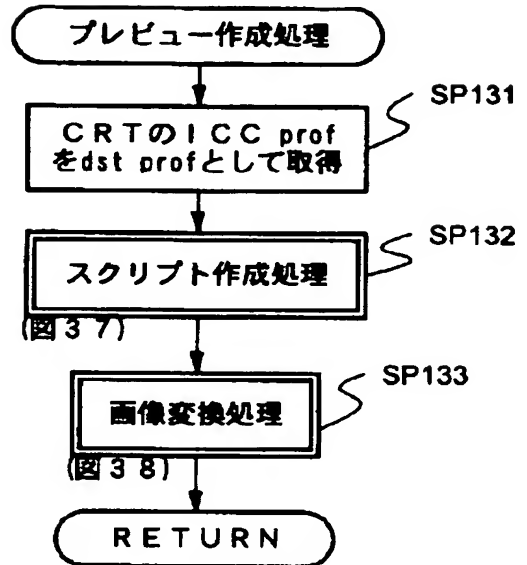 プレビュー作成処理
SP131
CRTのICC prof
をdst profとして取得
SP132
スクリプト作成処理
(図37)
SP133
画像変換処理
(図38)
RETURN